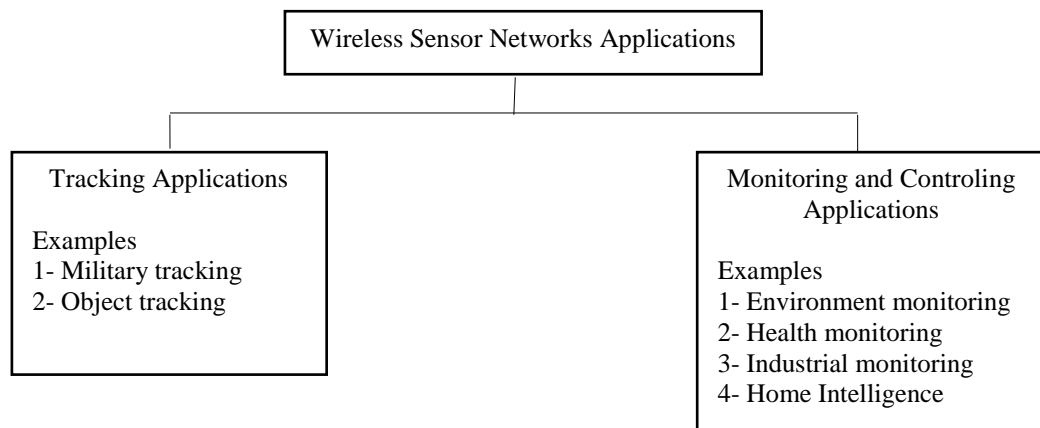 Wireless Sensor Networks Applications
Tracking Applications
Examples
1- Military tracking
2- Object tracking
Monitoring and Controling
Applications
Examples
1- Environment monitoring
2- Health monitoring
3- Industrial monitoring
4- Home Intelligence